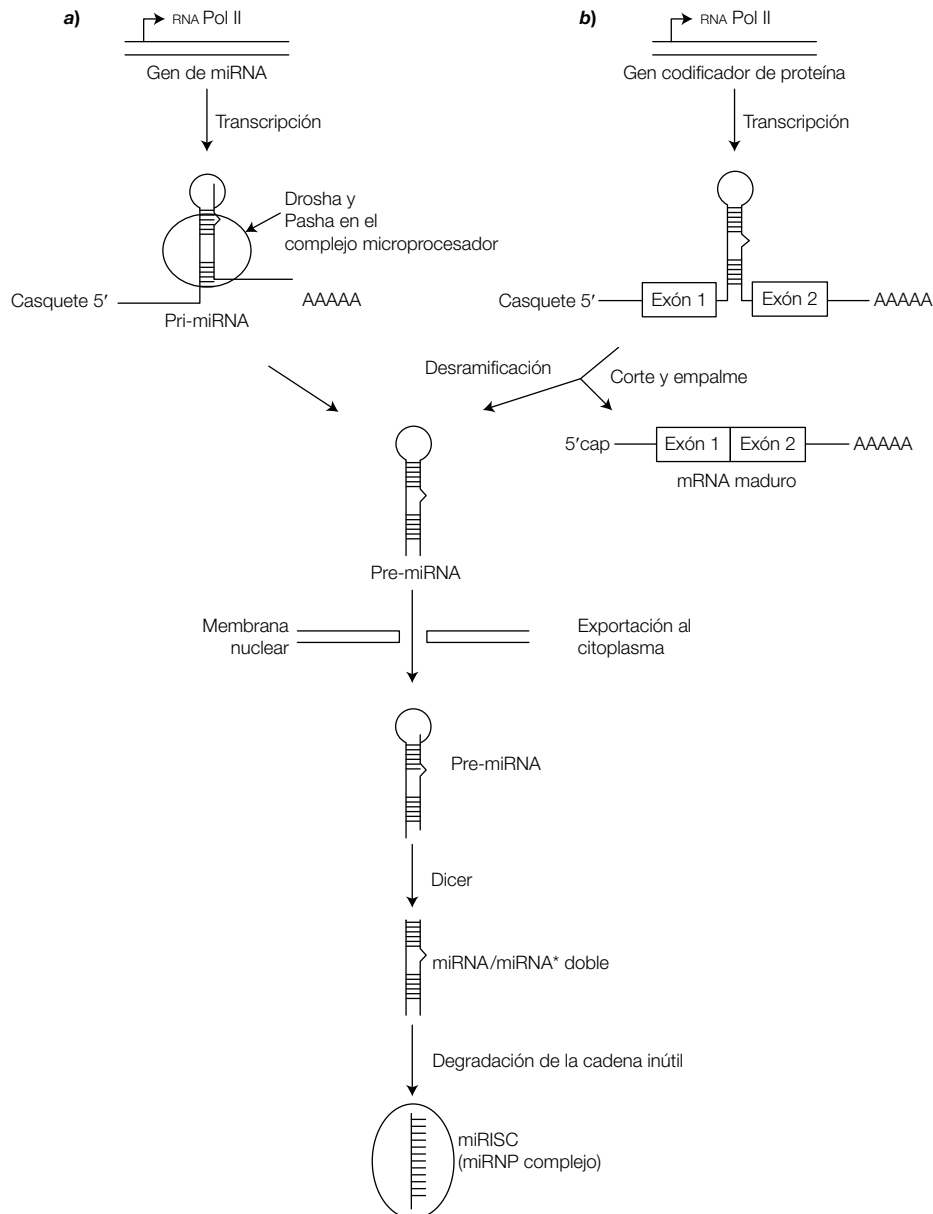 a)
RNA Pol II
Gen de miRNA
Transcripción
Drosha y
Pasha en el
complejo microprocesador
Casquete 5′
AAAAA
Pri-miRNA
b)
RNA Pol II
Gen codificador de proteína
Transcripción
Casquete 5′
Exón 1
Exón 2
AAAAA
Desramificación
Corte y empalme
5′cap
Exón 1
Exón 2
AAAAA
mRNA maduro
Pre-miRNA
Membrana
nuclear
Exportación al
citoplasma
Pre-miRNA
Dicer
miRNA/miRNA* doble
Degradación de la cadena inútil
miRISC
(miRNP complejo)